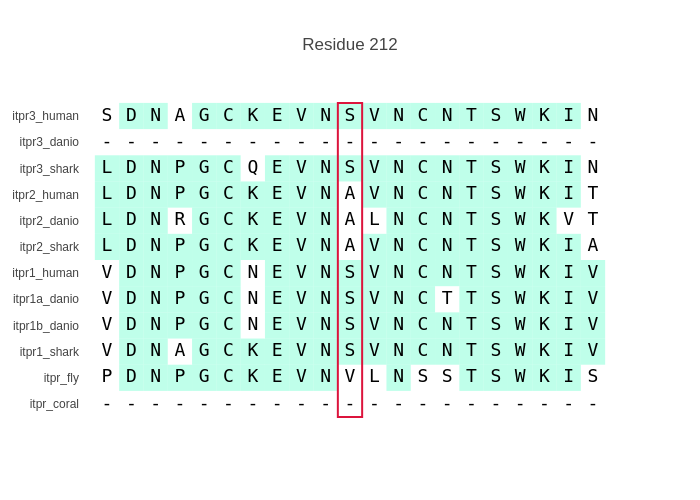 Residue 212
itpr3_human S D N A G C K E V N S V N C N T S W K I N
itpr3_danio - - - - - - - - - - - - - - - - - - - - -
itpr3_shark L D N P G C Q E V N S V N C N T S W K I N
itpr2_human L D N P G C K E V N A V N C N T S W K I T
itpr2_danio L D N R G C K E V N A L N C N T S W K V T
itpr2_shark L D N P G C K E V N A V N C N T S W K I A
itpr1_human V D N P G C N E V N S V N C N T S W K I V
itpr1a_danio V D N P G C N E V N S V N C T T S W K I V
itpr1b_danio V D N P G C N E V N S V N C N T S W K I V
itpr1_shark V D N A G C K E V N S V N C N T S W K I V
itpr_fly P D N P G C K E V N V L N S S T S W K I S
itpr_coral - - - - - - - - - - - - - - - - - - - - -